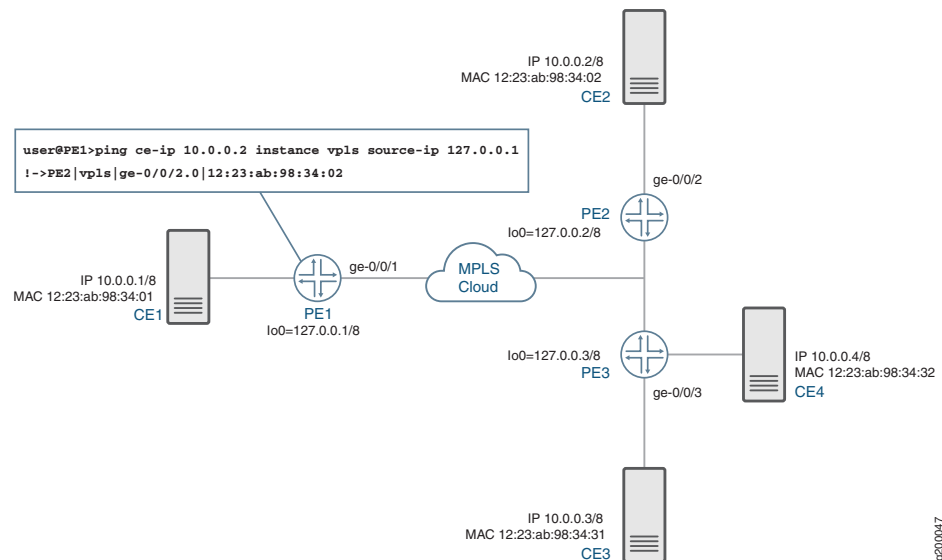 IP 10.0.0.2/8
MAC 12:23:ab:98:34:02
CE2
user@PE1>ping ce-ip 10.0.0.2 instance vpls source-ip 127.0.0.1
!->PE2|vpls|ge-0/0/2.0|12:23:ab:98:34:02
ge-0/0/2
PE2
lo0=127.0.0.2/8
IP 10.0.0.1/8
MAC 12:23:ab:98:34:01
CE1
ge-0/0/1
PE1
lo0=127.0.0.1/8
MPLS
Cloud
lo0=127.0.0.3/8
PE3
IP 10.0.0.4/8
MAC 12:23:ab:98:34:32
CE4
ge-0/0/3
IP 10.0.0.3/8
MAC 12:23:ab:98:34:31
CE3
g200047